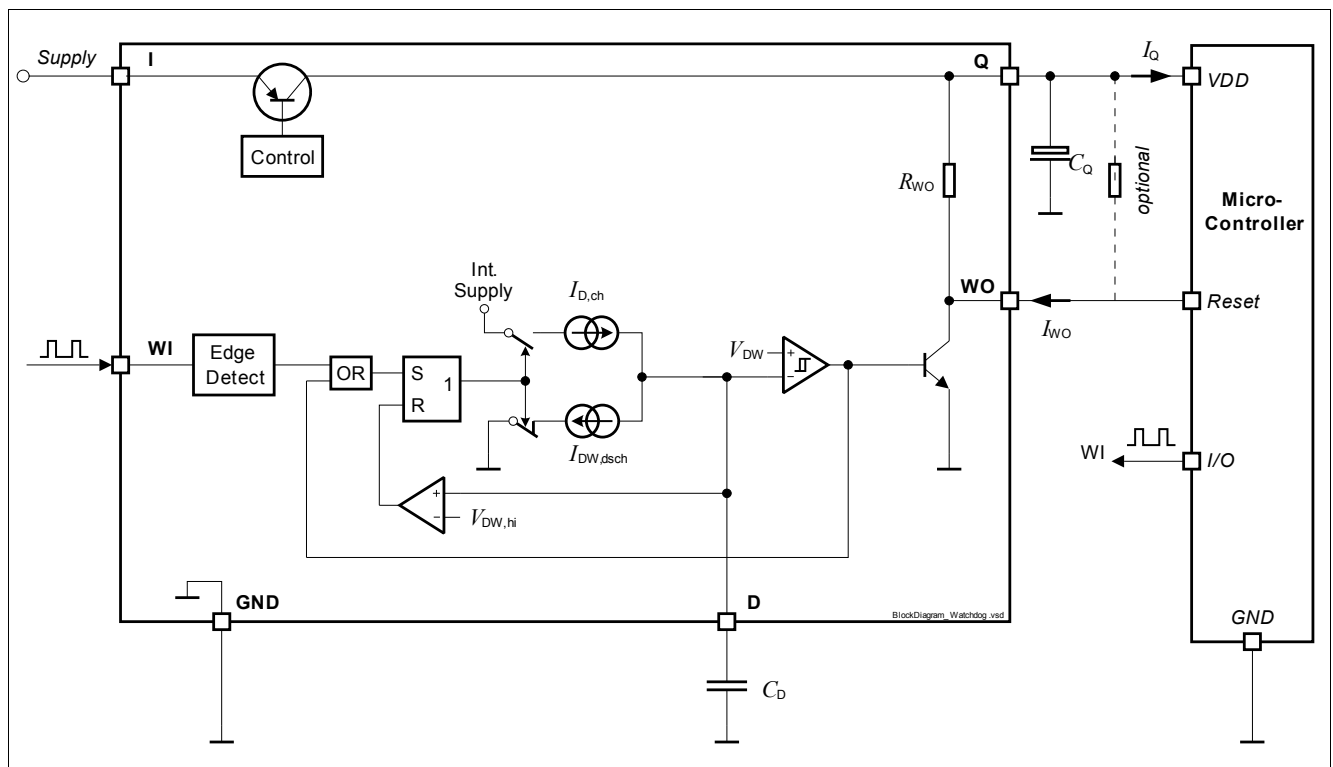 Supply
I
Q
I_Q
VDD
Control
R_WO
C_Q
optional
Micro-
Controller
Int.
Supply
I_D,ch
WO
I_WO
Reset
WI
Edge
Detect
OR
S
R
1
V_DW
+
−
I_DW,dsch
WI
I/O
+
−
V_DW,hi
GND
D
BlockDiagram_Watchdog.vsd
GND
C_D